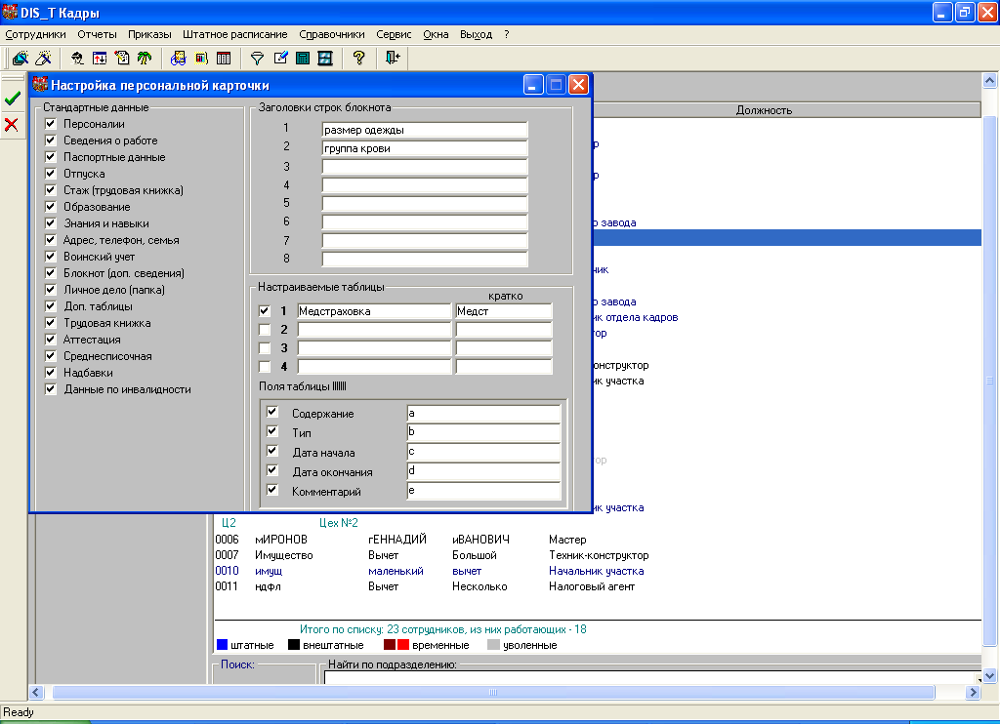 DIS_T Кадры
Сотрудники Отчеты Приказы Штатное расписание Справочники Сервис Окна Выход ?
Настройка персональной карточки
Стандартные данные
Персоналии
Сведения о работе
Паспортные данные
Отпуска
Стаж (трудовая книжка)
Образование
Знания и навыки
Адрес, телефон, семья
Воинский учет
Блокнот (доп. сведения)
Личное дело (папка)
Доп. таблицы
Трудовая книжка
Аттестация
Среднесписочная
Надбавки
Данные по инвалидности
Заголовки строк блокнота
1 размер одежды
2 группа крови
3
4
5
6
7
8
Настраиваемые таблицы
кратко
1 Медстраховка Медст
2
3
4
Поля таблицы llllll
Содержание a
Тип b
Дата начала c
Дата окончания d
Комментарий e
Должность
р
р
о завода
ник
о завода
ик отдела кадров
тор
конструктор
ик участка
тор
ик участка
Ц2 Цех №2
0006 мИРОНОВ гЕННАДИЙ иВАНОВИЧ Мастер
0007 Имущество Вычет Большой Техник-конструктор
0010 имущ маленький вычет Начальник участка
0011 ндфл Вычет Несколько Налоговый агент
Итого по списку: 23 сотрудников, из них работающих - 18
штатные внештатные временные уволенные
Поиск: Найти по подразделению:
Ready